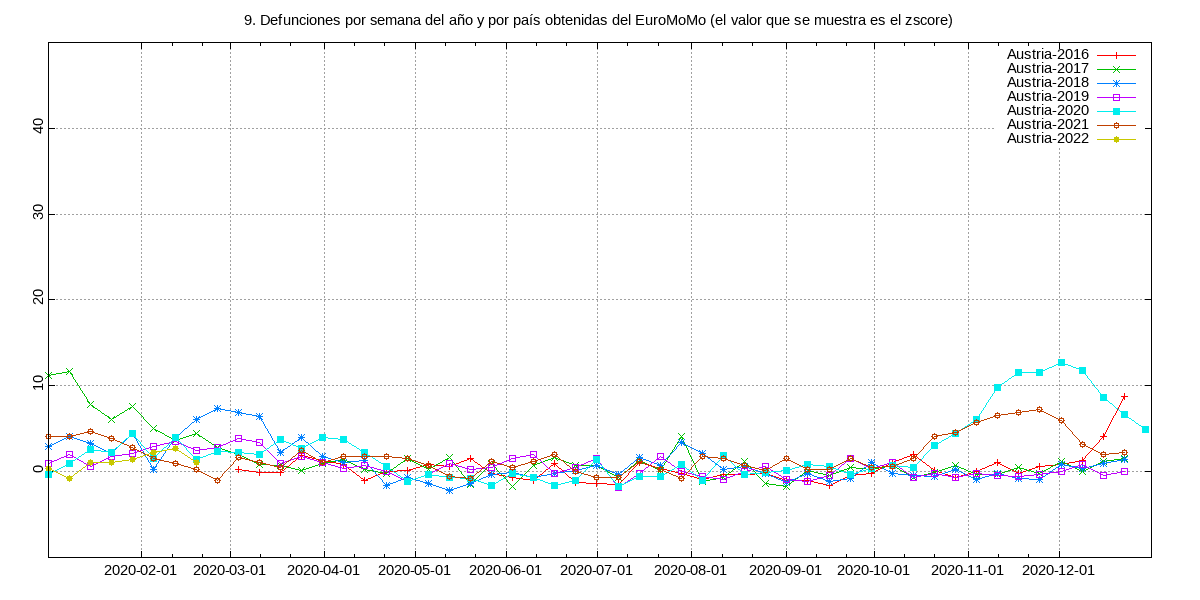 9. Defunciones por semana del año y por país obtenidas del EuroMoMo (el valor que se muestra es el zscore)
Austria-2016
Austria-2017
Austria-2018
Austria-2019
Austria-2020
Austria-2021
Austria-2022
40
30
20
10
0
2020-02-01 2020-03-01 2020-04-01 2020-05-01 2020-06-01 2020-07-01 2020-08-01 2020-09-01 2020-10-01 2020-11-01 2020-12-01